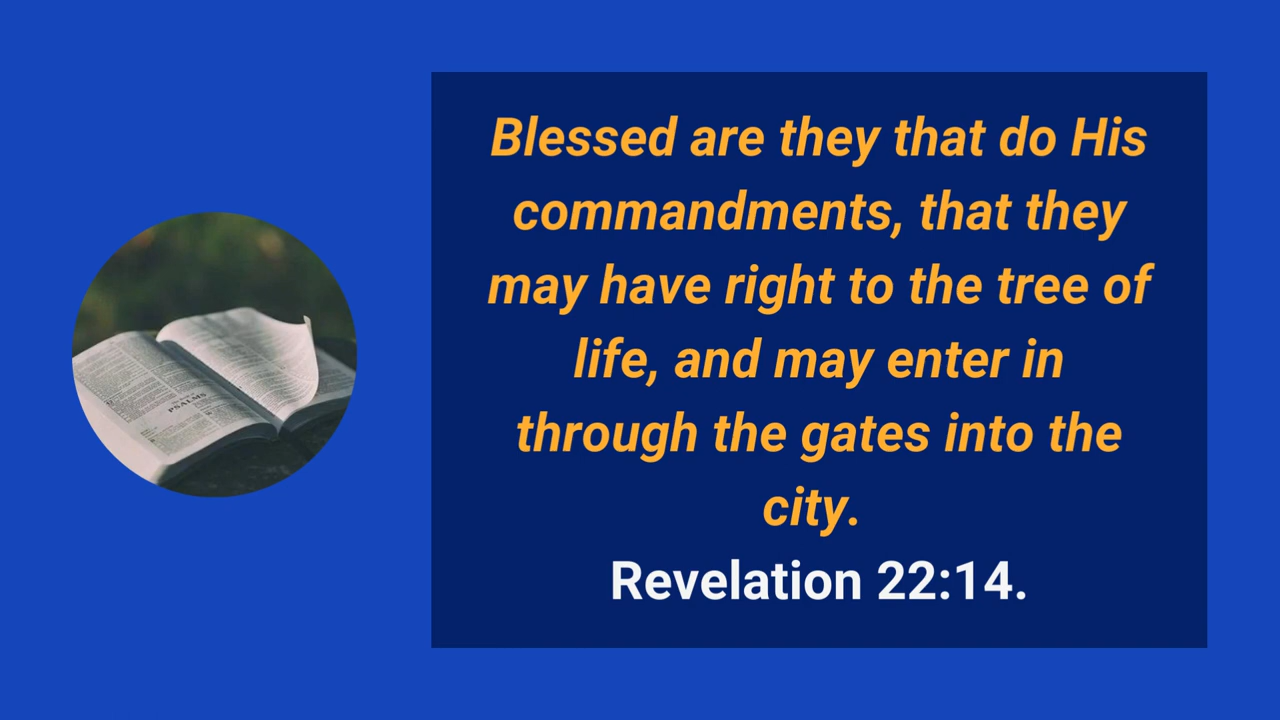 Blessed are they that do His
commandments, that they
may have right to the tree of
life, and may enter in
through the gates into the
city.
Revelation 22:14.
PSALMS